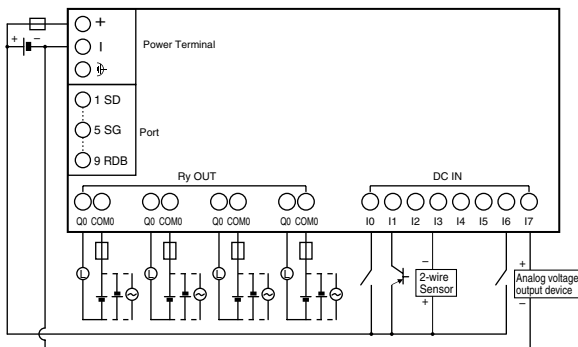 +
Power Terminal
+ −
−
1 SD
5 SG
Port
9 RDB
Ry OUT
DC IN
Q0 COM0 Q0 COM0 Q0 COM0 Q0 COM0 I0 I1 I2 I3 I4 I5 I6 I7
L L L L
−
2-wire
Sensor
+
+
Analog voltage
output device
−